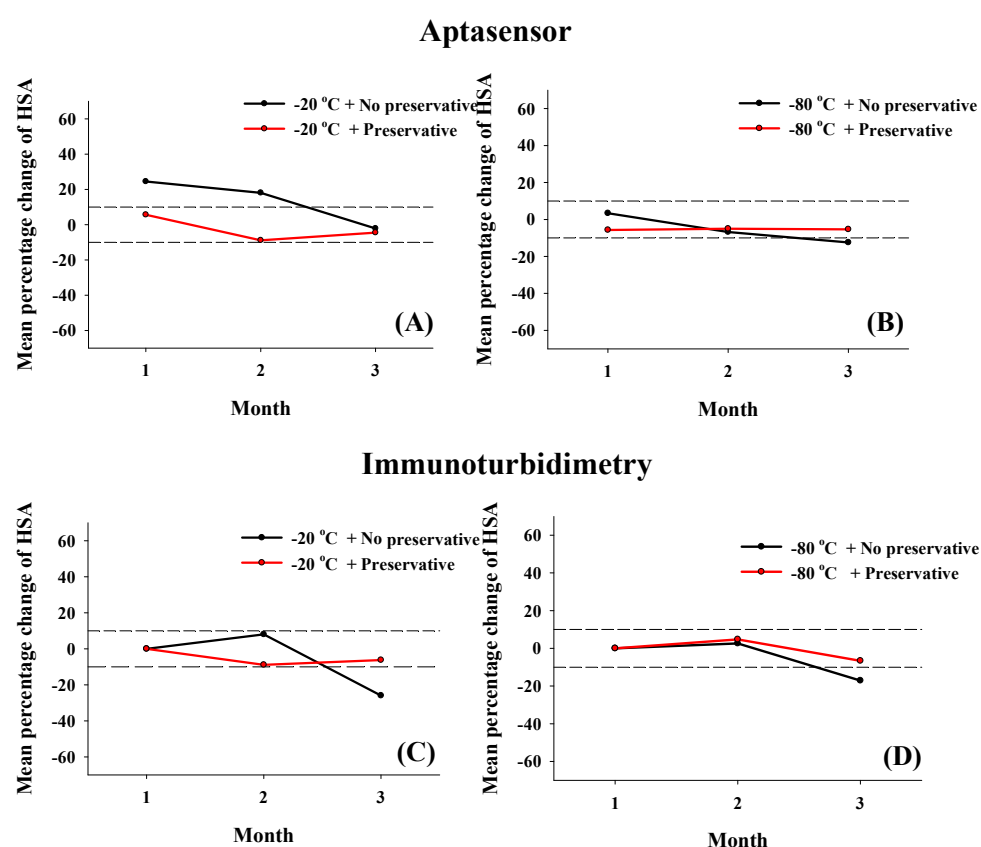 Aptasensor
Mean percentage change of HSA
60
40
20
0
-20
-40
-60
-20 °C + No preservative
-20 °C + Preservative
(A)
1 2 3
Month
Mean percentage change of HSA
60
40
20
0
-20
-40
-60
-80 °C + No preservative
-80 °C + Preservative
(B)
1 2 3
Month
Immunoturbidimetry
Mean percentage change of HSA
60
40
20
0
-20
-40
-60
-20 °C + No preservative
-20 °C + Preservative
(C)
1 2 3
Month
Mean percentage change of HSA
60
40
20
0
-20
-40
-60
-80 °C + No preservative
-80 °C + Preservative
(D)
1 2 3
Month